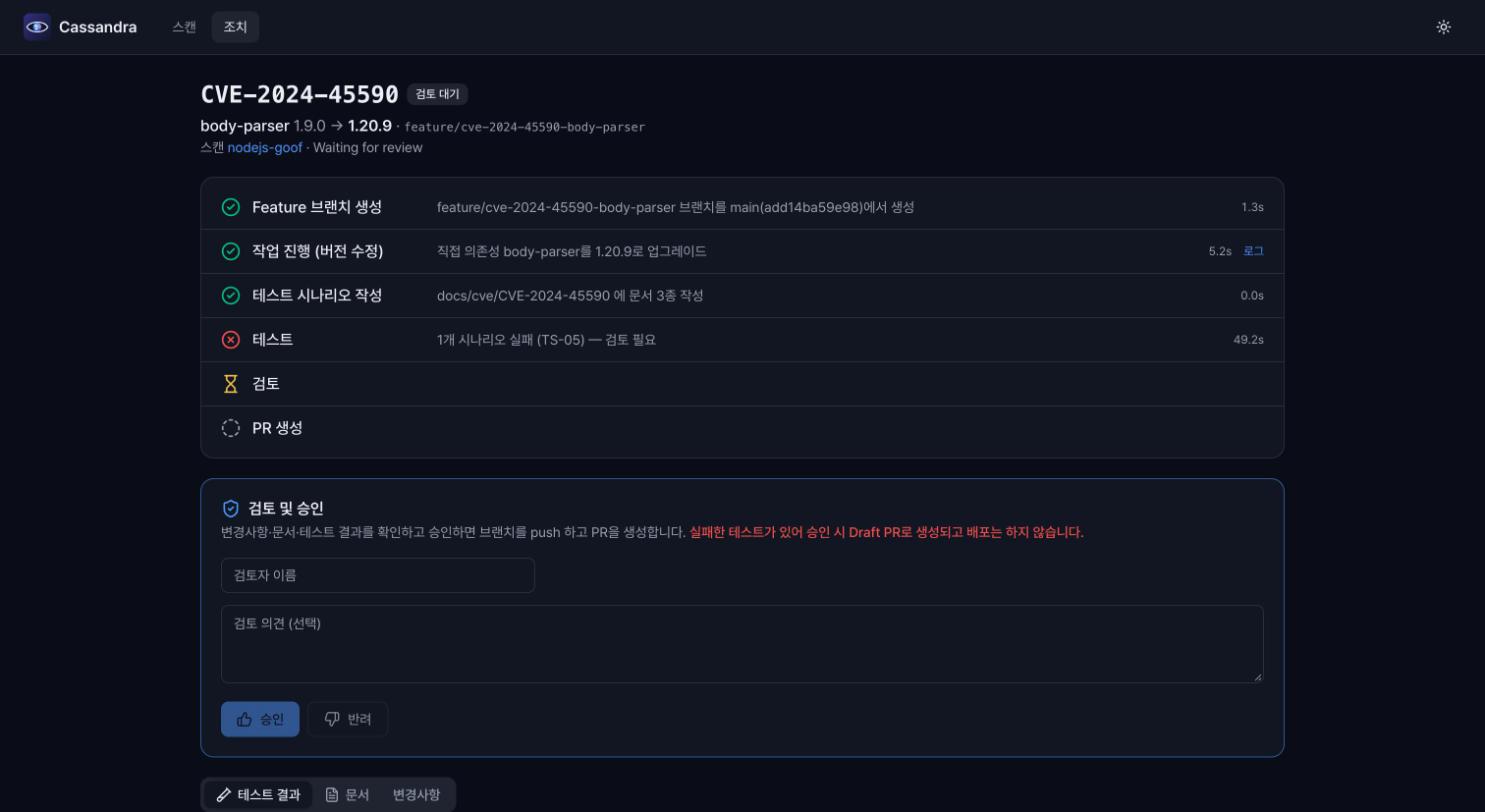 Cassandra 스캔 조치
CVE-2024-45590 검토 대기
body-parser 1.9.0 → 1.20.9 · feature/cve-2024-45590-body-parser
스캔 nodejs-goof · Waiting for review
Feature 브랜치 생성 feature/cve-2024-45590-body-parser 브랜치를 main(add14ba59e98)에서 생성 1.3s
작업 진행 (버전 수정) 직접 의존성 body-parser를 1.20.9로 업그레이드 5.2s 로그
테스트 시나리오 작성 docs/cve/CVE-2024-45590 에 문서 3종 작성 0.0s
테스트 1개 시나리오 실패 (TS-05) — 검토 필요 49.2s
검토
PR 생성
검토 및 승인
변경사항·문서·테스트 결과를 확인하고 승인하면 브랜치를 push 하고 PR을 생성합니다. 실패한 테스트가 있어 승인 시 Draft PR로 생성되고 배포는 하지 않습니다.
검토자 이름
검토 의견 (선택)
승인 반려
테스트 결과 문서 변경사항